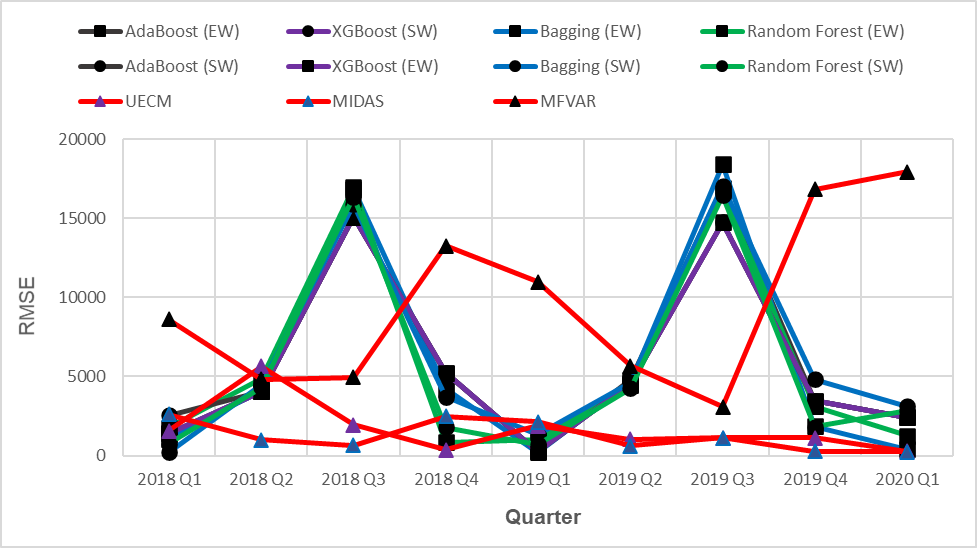 AdaBoost (EW) XGBoost (SW) Bagging (EW) Random Forest (EW)
AdaBoost (SW) XGBoost (EW) Bagging (SW) Random Forest (SW)
UECM MIDAS MFVAR
20000
15000
10000
5000
0
RMSE
2018 Q1 2018 Q2 2018 Q3 2018 Q4 2019 Q1 2019 Q2 2019 Q3 2019 Q4 2020 Q1
Quarter